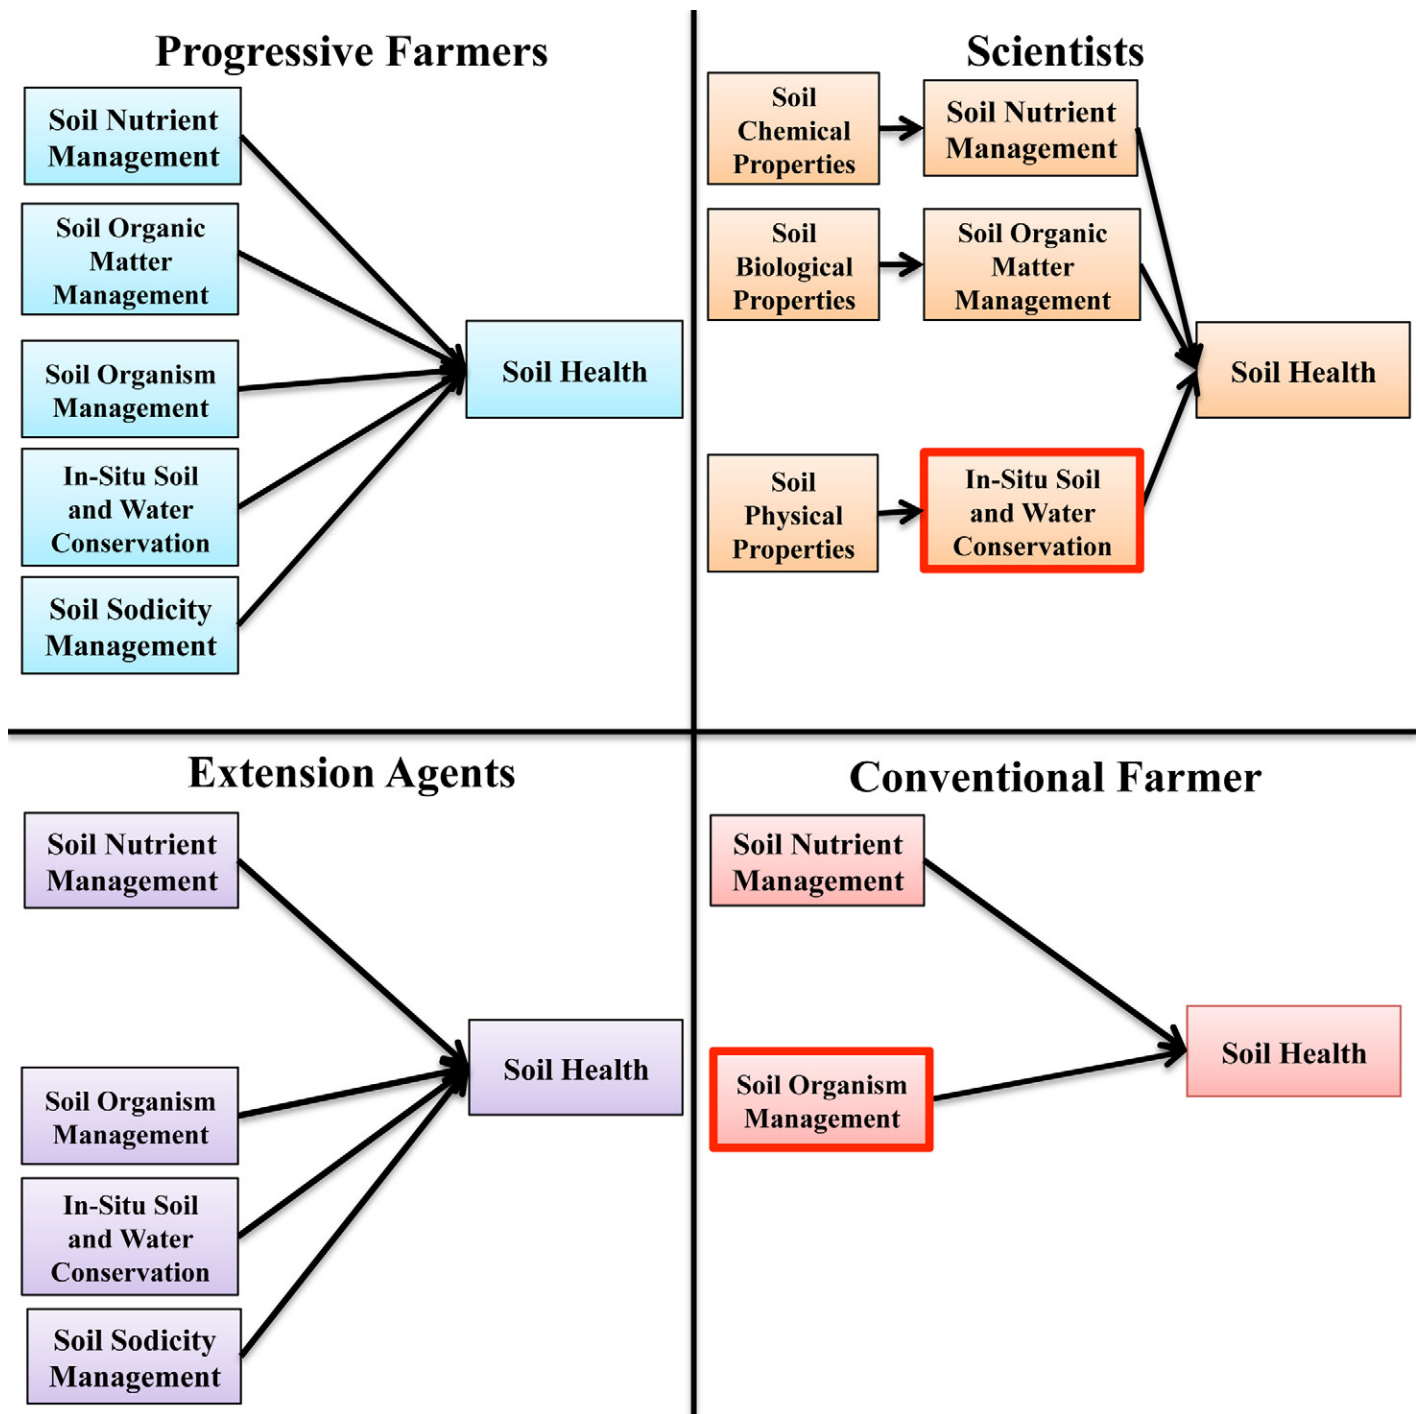 Progressive Farmers
Soil Nutrient
Management
Soil Organic
Matter
Management
Soil Organism
Management
In-Situ Soil
and Water
Conservation
Soil Sodicity
Management
Soil Health
Scientists
Soil
Chemical
Properties
Soil Nutrient
Management
Soil
Biological
Properties
Soil Organic
Matter
Management
Soil
Physical
Properties
In-Situ Soil
and Water
Conservation
Soil Health
Extension Agents
Soil Nutrient
Management
Soil Organism
Management
In-Situ Soil
and Water
Conservation
Soil Sodicity
Management
Soil Health
Conventional Farmer
Soil Nutrient
Management
Soil Organism
Management
Soil Health